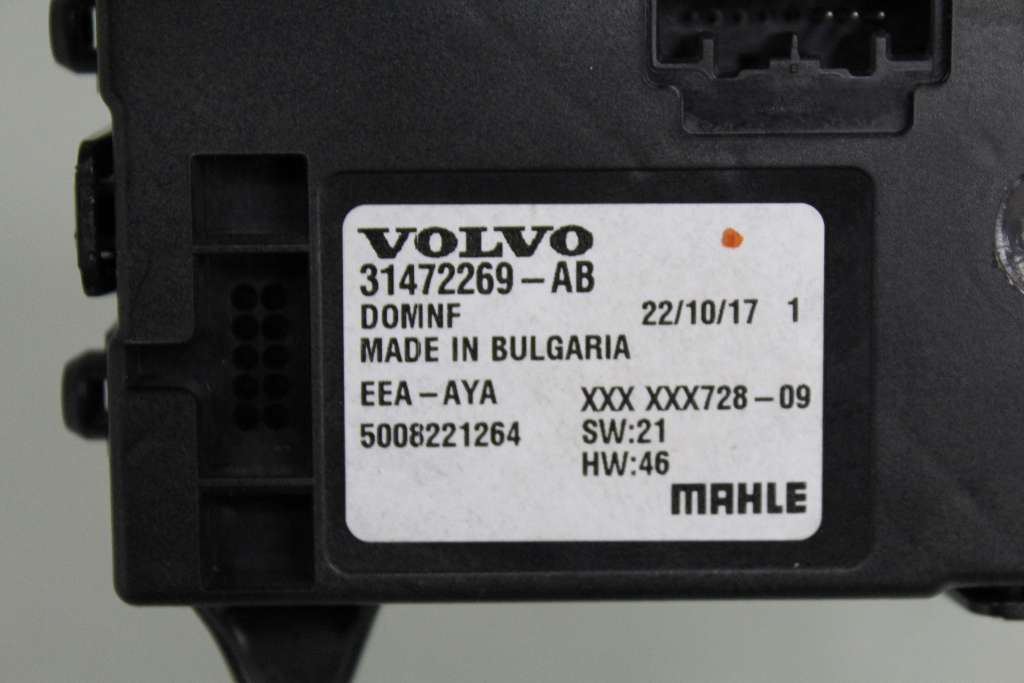 VOLVO
31472269-AB
DOMNF 22/10/17 1
MADE IN BULGARIA
EEA-AYA XXX XXX728-09
5008221264 SW:21
HW:46
MAHLE